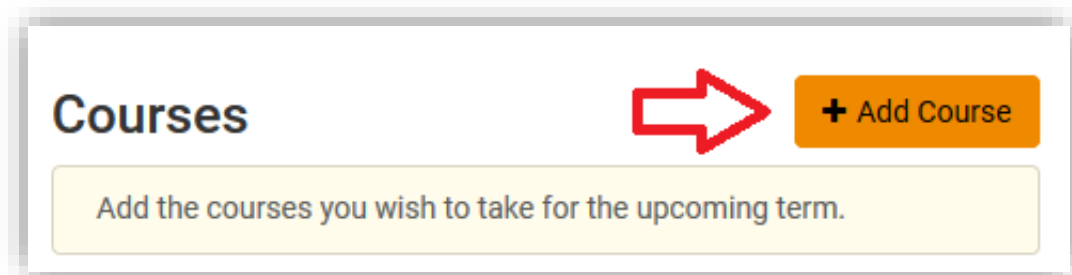 Courses
+ Add Course
Add the courses you wish to take for the upcoming term.